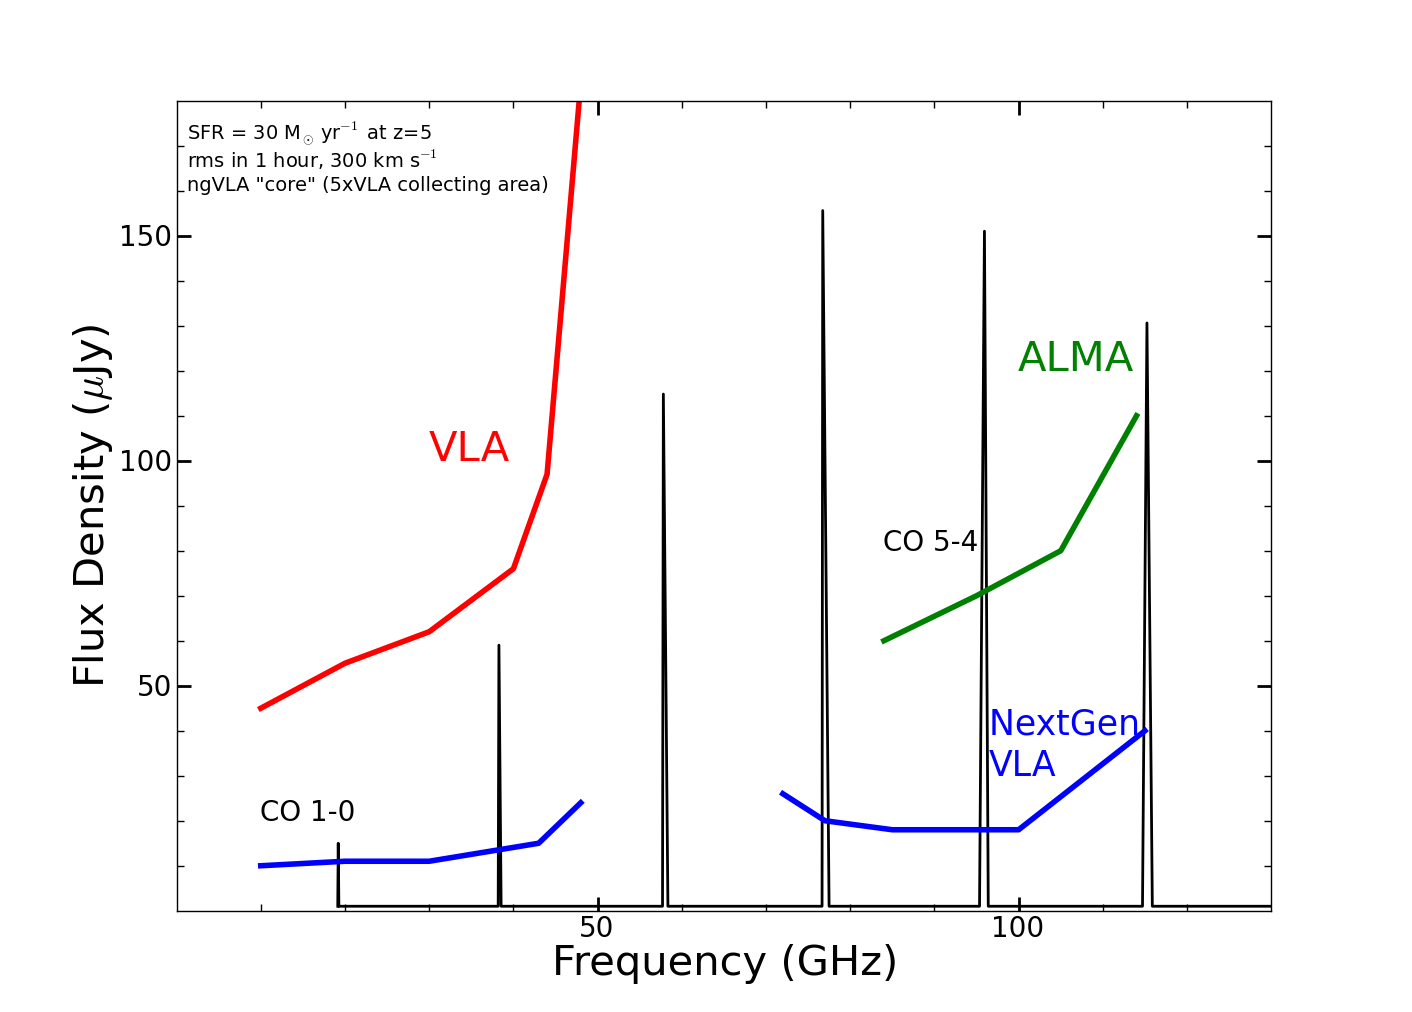 SFR = 30 M☉ yr⁻¹ at z=5
rms in 1 hour, 300 km s⁻¹
ngVLA "core" (5xVLA collecting area)
150
ALMA
VLA
100
CO 5-4
Flux Density (μJy)
50
NextGen
VLA
CO 1-0
50
100
Frequency (GHz)